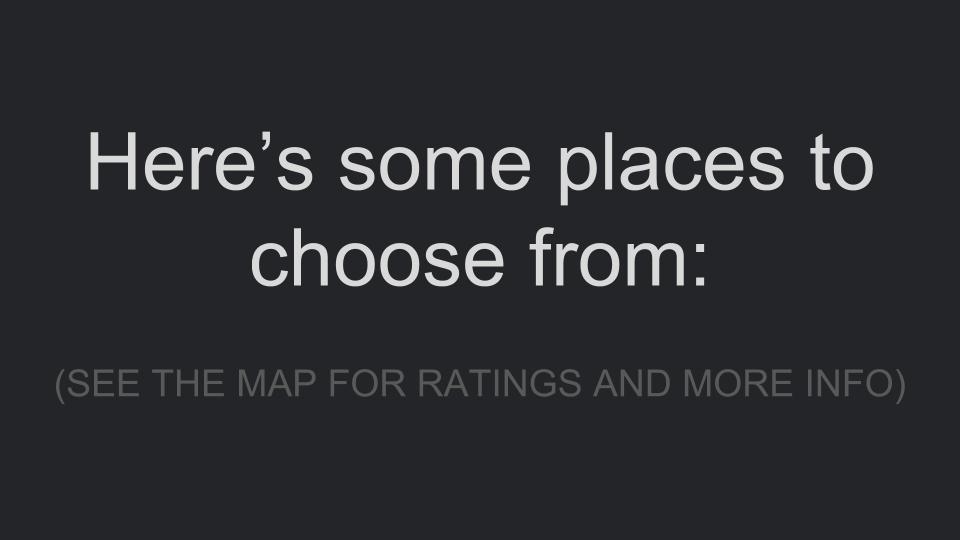 Here’s some places to
choose from:
(SEE THE MAP FOR RATINGS AND MORE INFO)